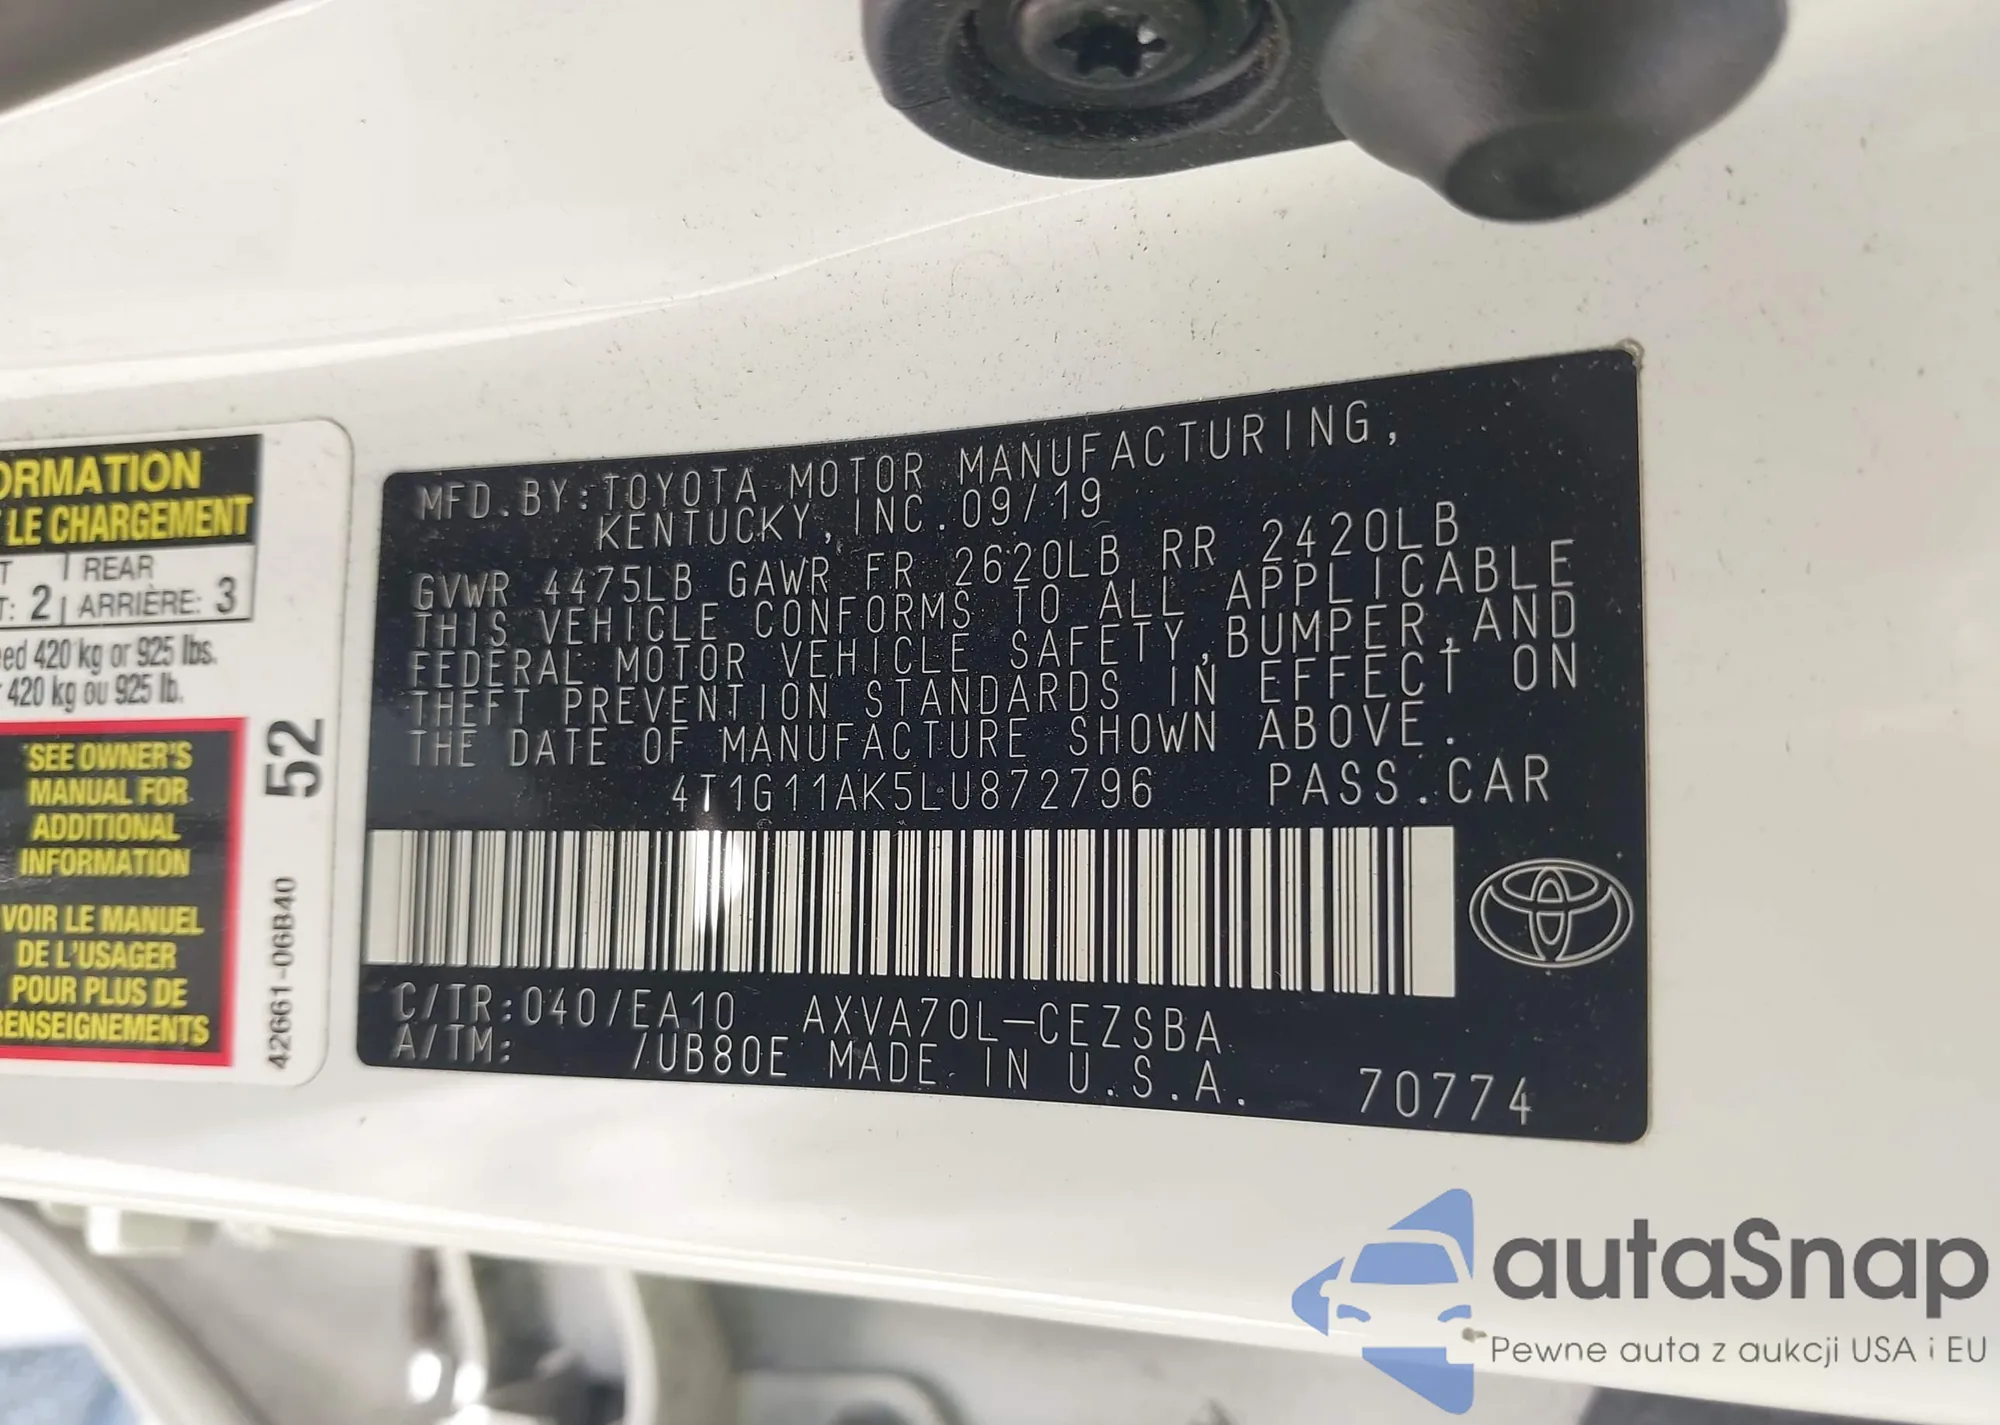 ORMATION
LE CHARGEMENT
REAR
2 ARRIÈRE: 3
420 kg or 925 lbs.
420 kg ou 925 lb.
SEE OWNER'S
MANUAL FOR
ADDITIONAL
INFORMATION
VOIR LE MANUEL
DE L'USAGER
POUR PLUS DE
RENSEIGNEMENTS
52
42661-06B40
MFD.BY:TOYOTA MOTOR MANUFACTURING,
KENTUCKY, INC.09/19
GVWR 4475LB GAWR FR 2620LB RR 2420LB
THIS VEHICLE CONFORMS TO ALL APPLICABLE
FEDERAL MOTOR VEHICLE SAFETY,BUMPER,AND
THEFT PREVENTION STANDARDS IN EFFECT ON
THE DATE OF MANUFACTURE SHOWN ABOVE.
4T1G11AK5LU872796 PASS.CAR
C/TR:040/EA10 AXVA70L-CEZSBA
A/TM: /UB80E MADE IN U.S.A. 70774
autaSnap
Pewne auta z aukcji USA i EU